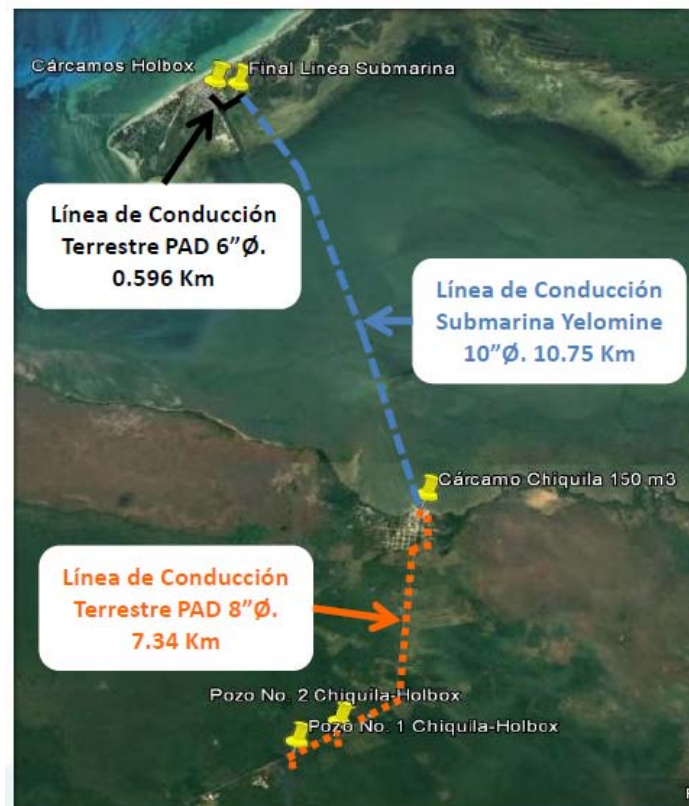 Cárcamos Holbox
Final Linea Submarina
Línea de Conducción
Terrestre PAD 6”Ø.
0.596 Km
Línea de Conducción
Submarina Yelomine
10”Ø. 10.75 Km
Cárcamo Chiquila 150 m3
Línea de Conducción
Terrestre PAD 8”Ø.
7.34 Km
Pozo No. 2 Chiquila-Holbox
Pozo No. 1 Chiquila-Holbox